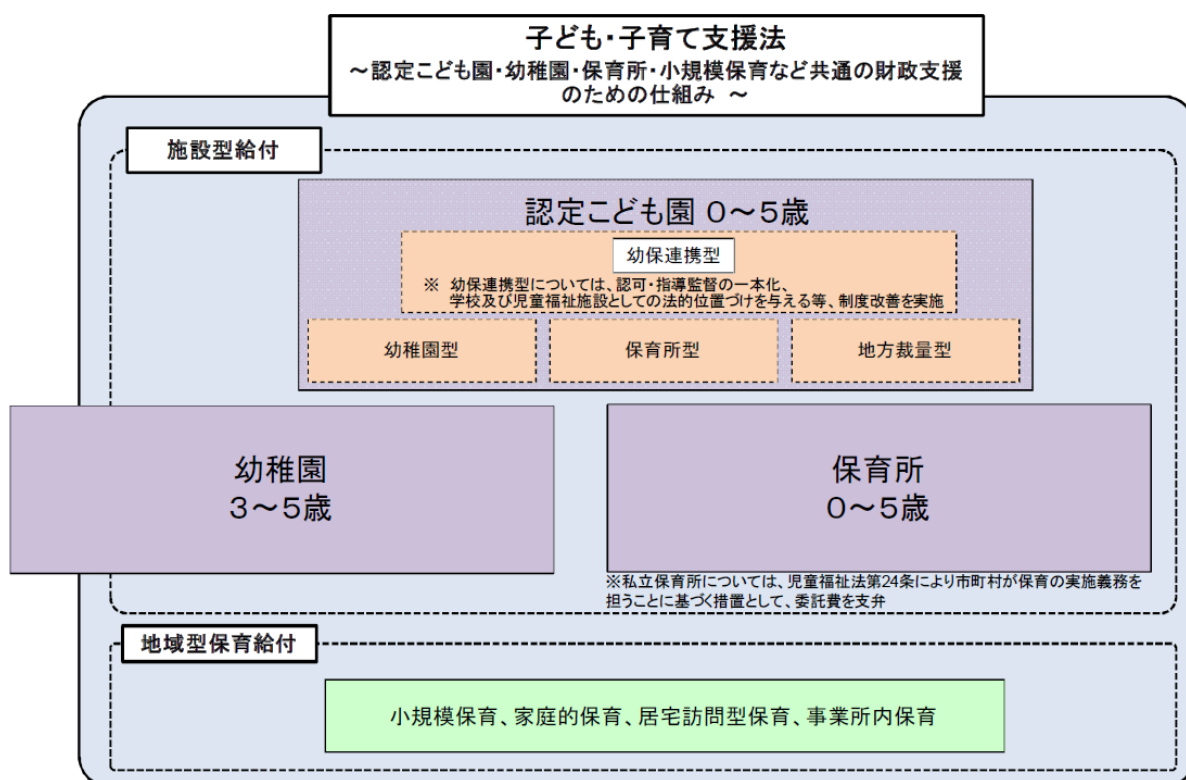 子ども・子育て支援法
～認定こども園・幼稚園・保育所・小規模保育など共通の財政支援
のための仕組み ～
施設型給付
認定こども園 ０～５歳
幼保連携型
※ 幼保連携型については、認可・指導監督の一本化、
学校及び児童福祉施設としての法的位置づけを与える等、制度改善を実施
幼稚園型
保育所型
地方裁量型
幼稚園
３～５歳
保育所
０～５歳
※私立保育所については、児童福祉法第24条により市町村が保育の実施義務を
担うことに基づく措置として、委託費を支弁
地域型保育給付
小規模保育、家庭的保育、居宅訪問型保育、事業所内保育